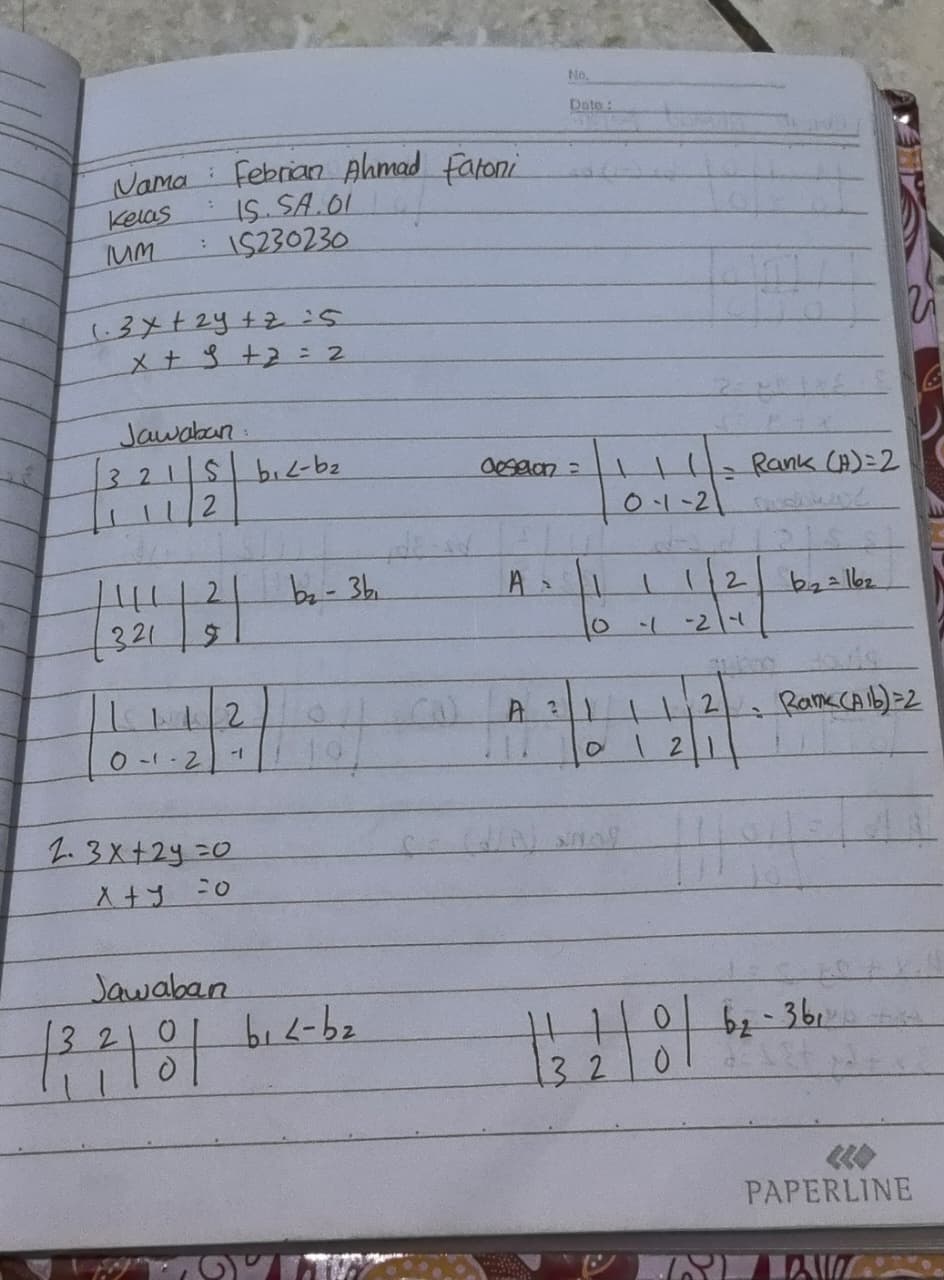 No.
Date :
Nama : Febrian Ahmad Fatoni
Kelas : 15.5A.01
NIM : 15230230
1. 3x + 2y + z = 5
x + y + z = 2
Jawaban :
|3 2 1 | 5| b₁ <- b₂
|1 1 1 | 2|
|1 1 1 | 2| b₂ - 3b₁
|3 2 1 | 5|
|1 1 1 | 2|
|0 -1 -2 | -1|
= |1 1 1| = Rank (A) = 2
|0 -1 -2|
A = |1 1 1 | 2| b₂ = 1b₂
|0 -1 -2 | -1|
A = |1 1 1 | 2| = Rank (A|b) = 2
|0 1 2 | 1|
2. 3x + 2y = 0
x + y = 0
Jawaban
|3 2 | 0| b₁ <- b₂
|1 1 | 0|
|1 1 | 0| b₂ - 3b₁
|3 2 | 0|
PAPERLINE